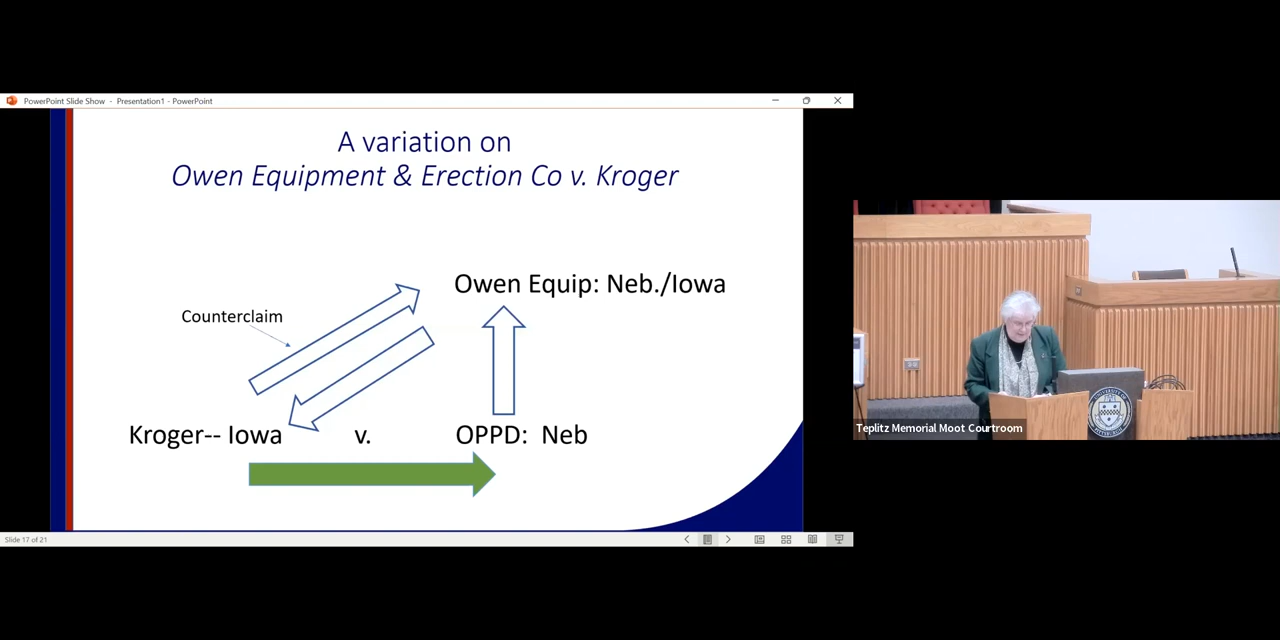 PowerPoint Slide Show - Presentation1 - PowerPoint
A variation on
Owen Equipment & Erection Co v. Kroger
Owen Equip: Neb./Iowa
Counterclaim
Kroger-- Iowa v. OPPD: Neb
Slide 17 of 21
Teplitz Memorial Moot Courtroom